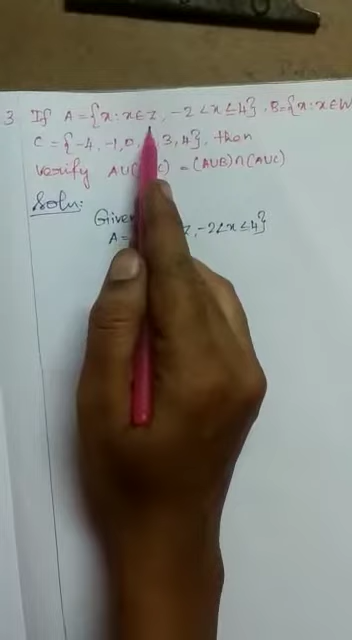 3 If A = {x: x∈Z, -2 < x ≤ 4}, B = {x: x∈W
C = {-4, -1, 0, 3, 4}, then
verify AU( C) = (AUB)∩(AUC)
Soln:
Given
A = Z, -2 < x ≤ 4}